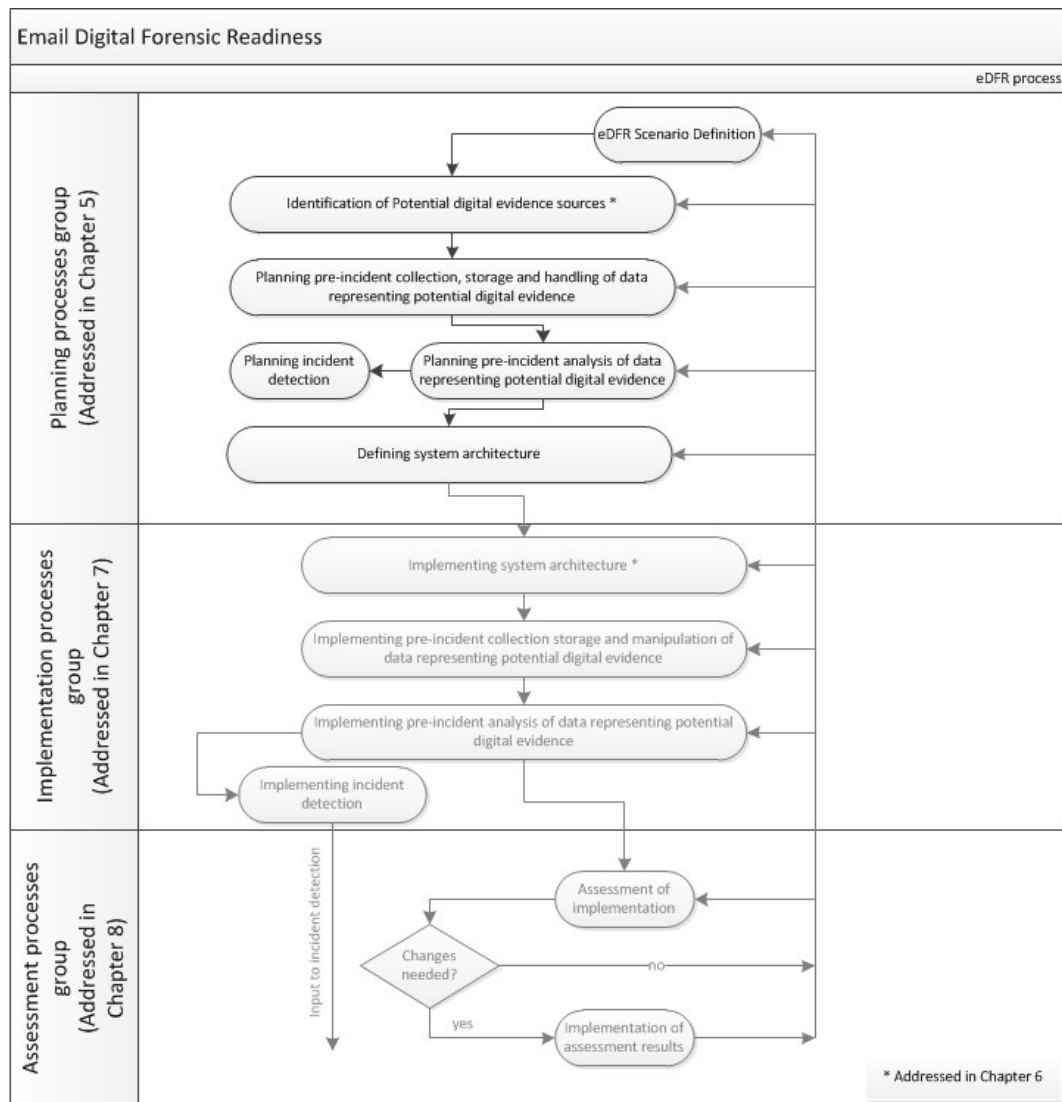 Email Digital Forensic Readiness
eDFR process
Planning processes group
(Addressed in Chapter 5)
eDFR Scenario Definition
Identification of Potential digital evidence sources *
Planning pre-incident collection, storage and handling of data
representing potential digital evidence
Planning incident
detection
Planning pre-incident analysis of data
representing potential digital evidence
Defining system architecture
Implementation processes
group
(Addressed in Chapter 7)
Implementing system architecture *
Implementing pre-incident collection storage and manipulation of
data representing potential digital evidence
Implementing pre-incident analysis of data representing potential
digital evidence
Implementing incident
detection
Assessment processes
group
(Addressed in
Chapter 8)
Input to incident detection
Assessment of
implementation
Changes
needed?
no
yes
Implementation of
assessment results
* Addressed in Chapter 6